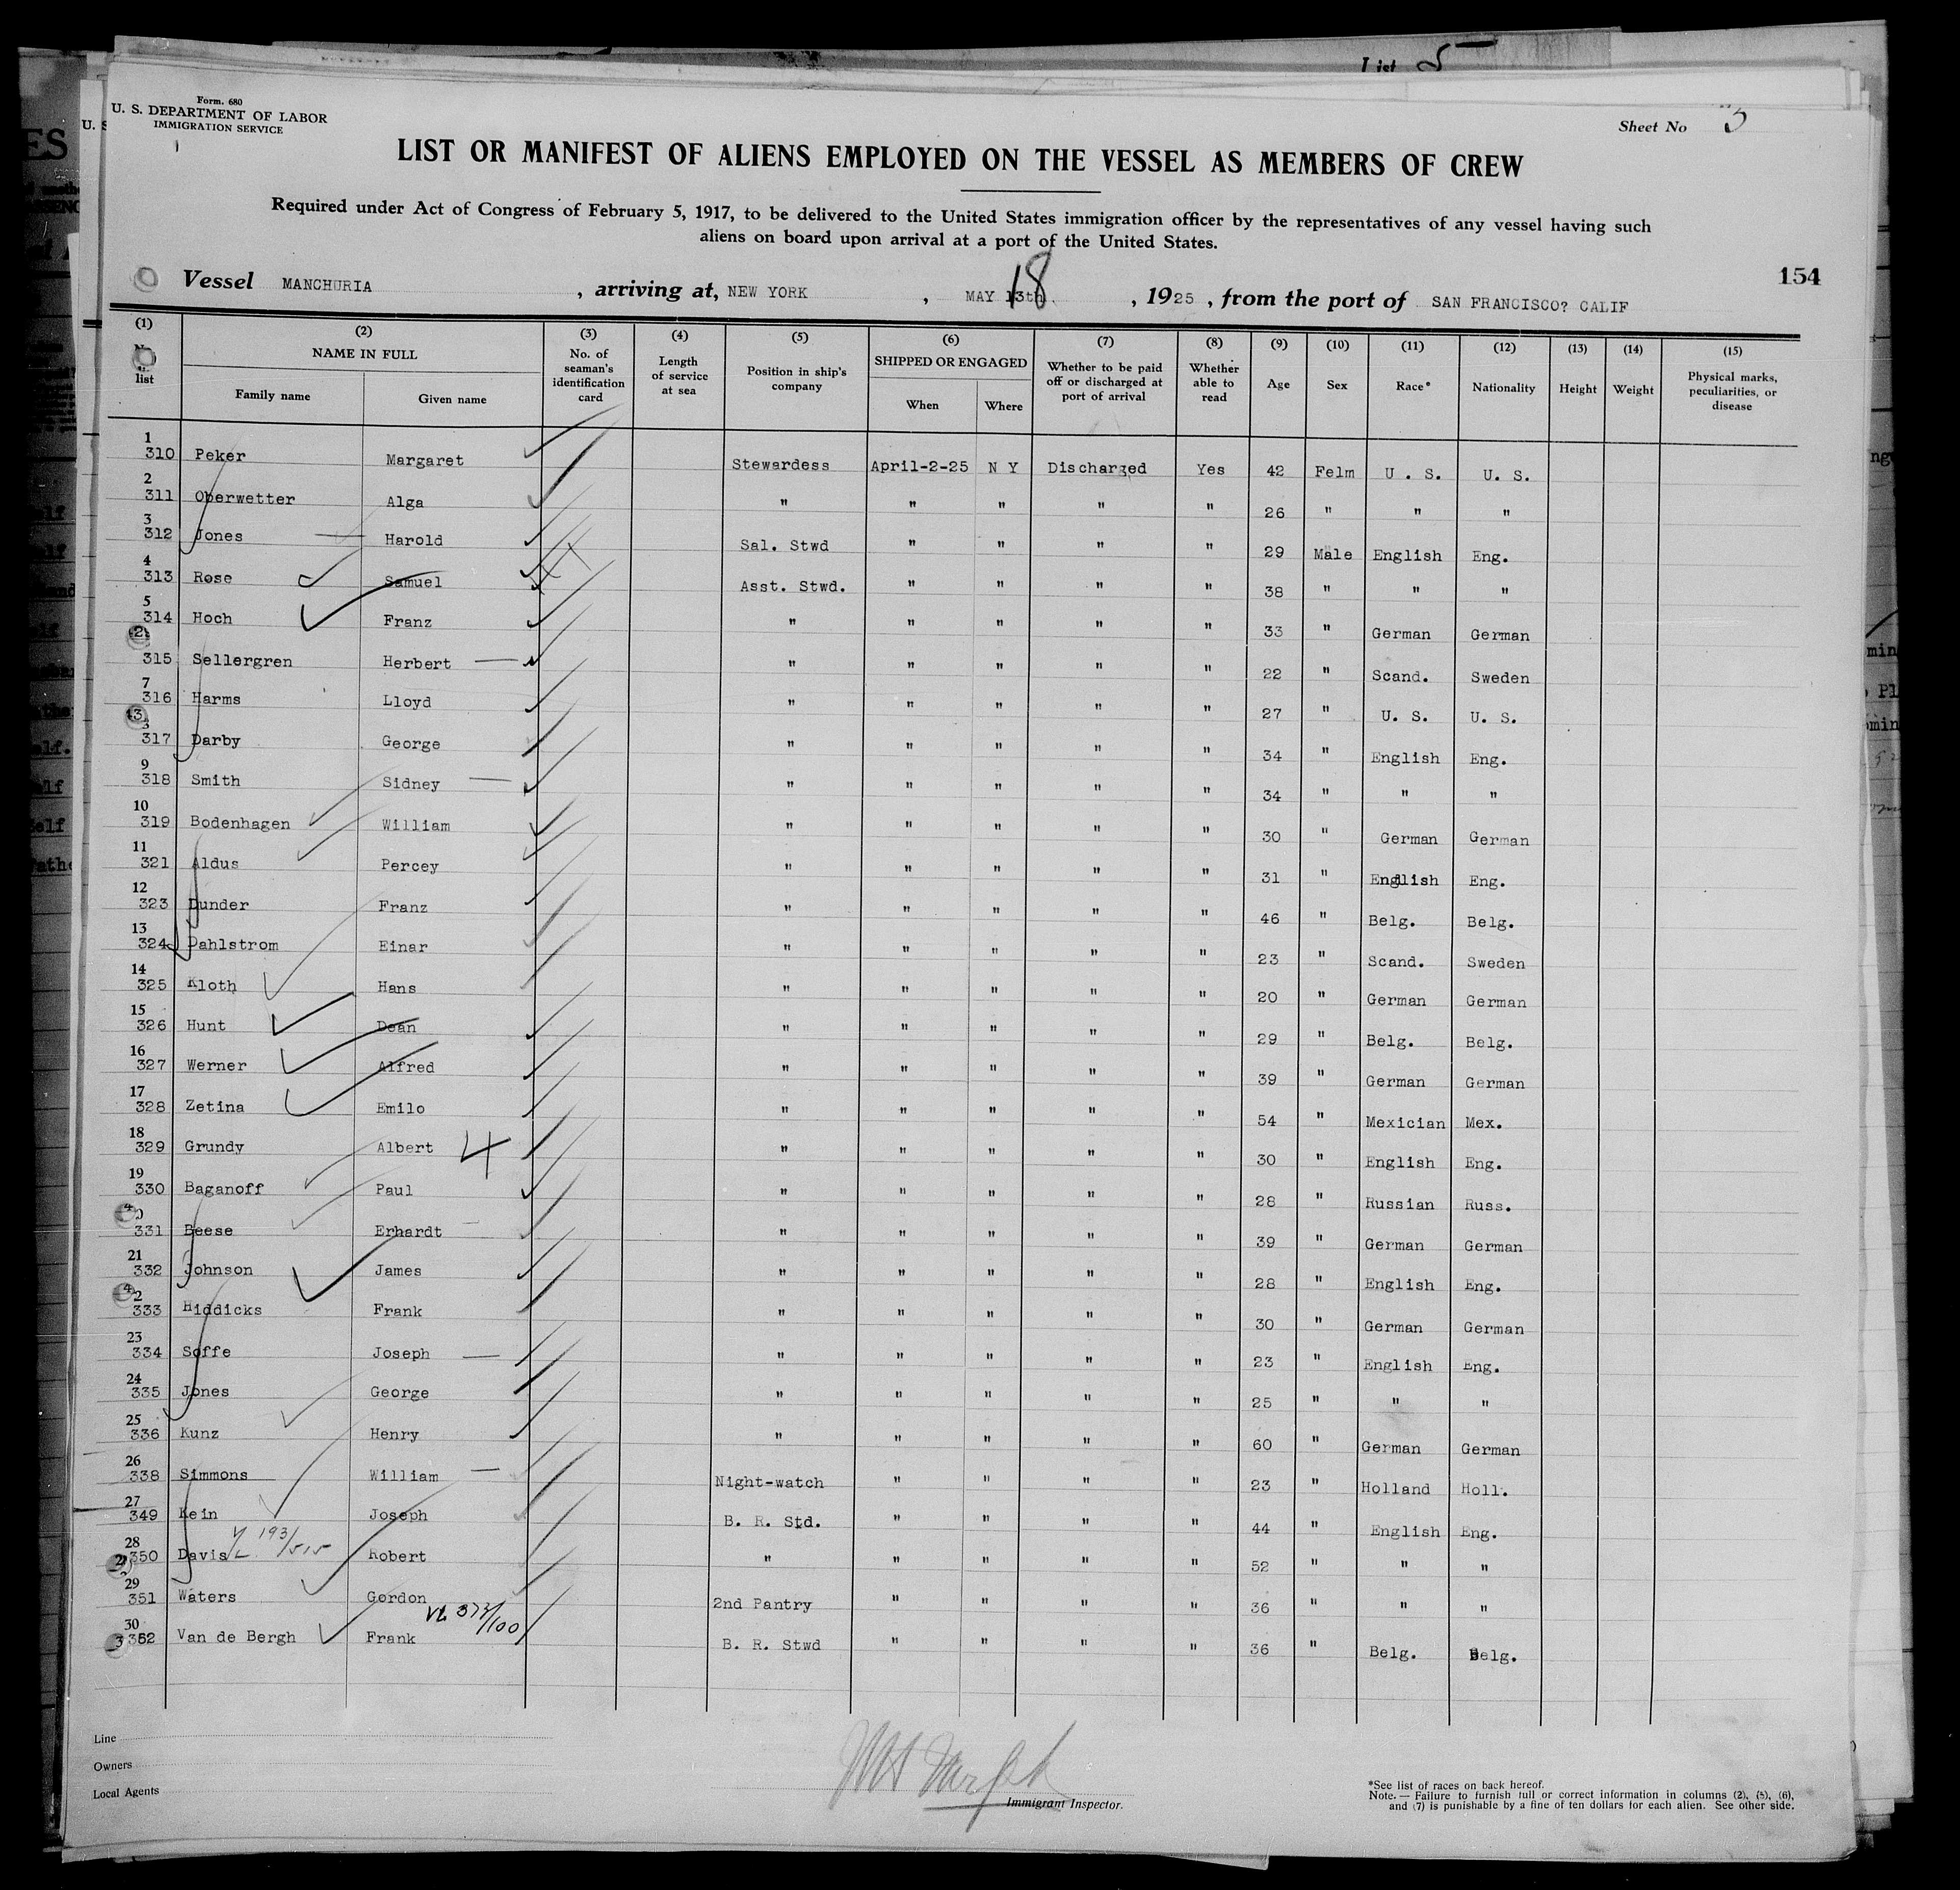 List 5
Form. 680
U. S. DEPARTMENT OF LABOR
IMMIGRATION SERVICE
Sheet No 3
LIST OR MANIFEST OF ALIENS EMPLOYED ON THE VESSEL AS MEMBERS OF CREW
Required under Act of Congress of February 5, 1917, to be delivered to the United States immigration officer by the representatives of any vessel having such
aliens on board upon arrival at a port of the United States.
154
Vessel MANCHURIA , arriving at, NEW YORK , MAY 13th 18 , 1925 , from the port of SAN FRANCISCO? CALIF
(1) (2) (3) (4) (5) (6) (7) (8) (9) (10) (11) (12) (13) (14) (15)
list NAME IN FULL Family name Given name No. of seaman's identification card Length of service at sea Position in ship's company SHIPPED OR ENGAGED When Where Whether to be paid off or discharged at port of arrival Whether able to read Age Sex Race* Nationality Height Weight Physical marks, peculiarities, or disease
1 310 Peker Margaret Stewardess April-2-25 N Y Discharged Yes 42 Felm U . S. U. S.
2 311 Oberwetter Alga " " " " " 26 " " "
3 312 Jones Harold Sal. Stwd " " " " 29 Male English Eng.
4 313 Rose Samuel Asst. Stwd. " " " " 38 " " "
5 314 Hoch Franz " " " " " 33 " German German
315 Sellergren Herbert " " " " " 22 " Scand. Sweden
7 316 Harms Lloyd " " " " " 27 " U. S. U. S.
317 Darby George " " " " " 34 " English Eng.
9 318 Smith Sidney " " " " " 34 " " "
10 319 Bodenhagen William " " " " " 30 " German German
11 321 Aldus Percey " " " " " 31 " English Eng.
12 323 Dunder Franz " " " " " 46 " Belg. Belg.
13 324 Dahlstrom Einar " " " " " 23 " Scand. Sweden
14 325 Kloth Hans " " " " " 20 " German German
15 326 Hunt Dean " " " " " 29 " Belg. Belg.
16 327 Werner Alfred " " " " " 39 " German German
17 328 Zetina Emilo " " " " " 54 " Mexician Mex.
18 329 Grundy Albert 4 " " " " " 30 " English Eng.
19 330 Baganoff Paul " " " " " 28 " Russian Russ.
331 Beese Erhardt " " " " " 39 " German German
21 332 Johnson James " " " " " 28 " English Eng.
2 333 Hiddicks Frank " " " " " 30 " German German
23 334 Soffe Joseph " " " " " 23 " English Eng.
24 335 Jones George " " " " " 25 " " "
25 336 Kunz Henry " " " " " 60 " German German
26 338 Simmons William Night-watch " " " " 23 " Holland Holl.
27 349 Kein Joseph B. R. Std. " " " " 44 " English Eng.
28 350 Davis 193/515 Robert " " " " " 52 " " "
29 351 Waters Gordon 2nd Pantry " " " " 36 " " "
30 352 Van de Bergh Frank VL 373/100 B. R. Stwd " " " " 36 " Belg. Belg.
Line
Owners
Local Agents
Immigrant Inspector.
*See list of races on back hereof.
Note.— Failure to furnish full or correct information in columns (2), (5), (6),
and (7) is punishable by a fine of ten dollars for each alien. See other side.